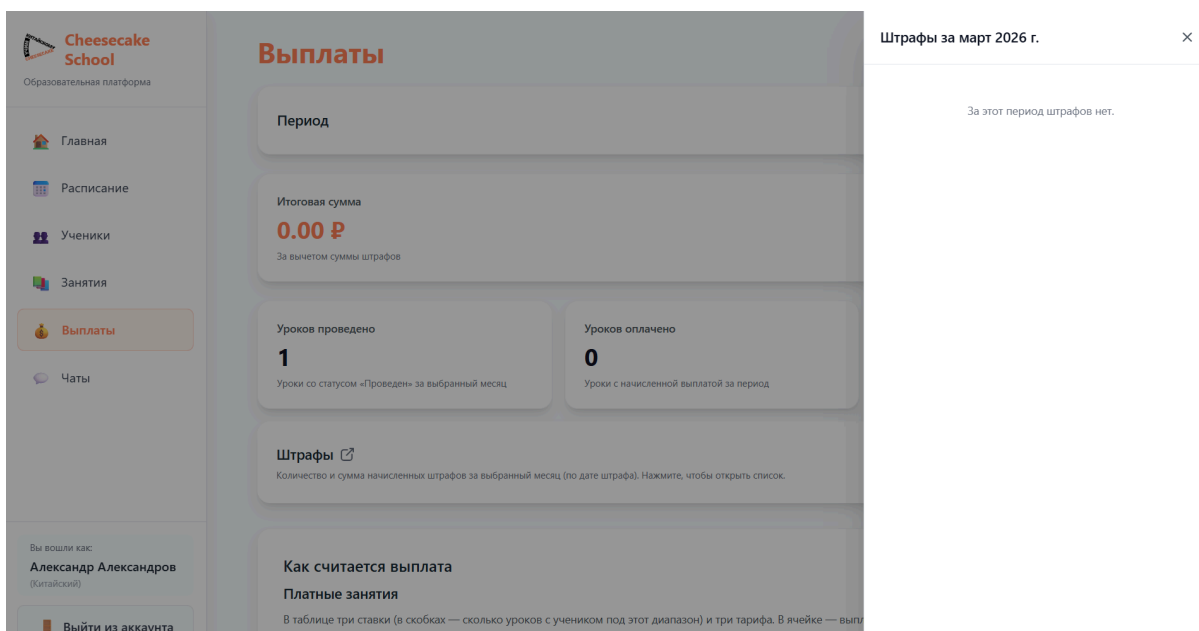 Cheesecake
School
Образовательная платформа
Главная
Расписание
Ученики
Занятия
Выплаты
Чаты
Вы вошли как:
Александр Александров
(Китайский)
Выйти из аккаунта
Выплаты
Период
Итоговая сумма
0.00 ₽
За вычетом суммы штрафов
Уроков проведено
1
Уроки со статусом «Проведен» за выбранный месяц
Уроков оплачено
0
Уроки с начисленной выплатой за период
Штрафы
Количество и сумма начисленных штрафов за выбранный месяц (по дате штрафа). Нажмите, чтобы открыть список.
Как считается выплата
Платные занятия
В таблице три ставки (в скобках — сколько уроков с учеником под этот диапазон) и три тарифа. В ячейке —
Штрафы за март 2026 г.
За этот период штрафов нет.